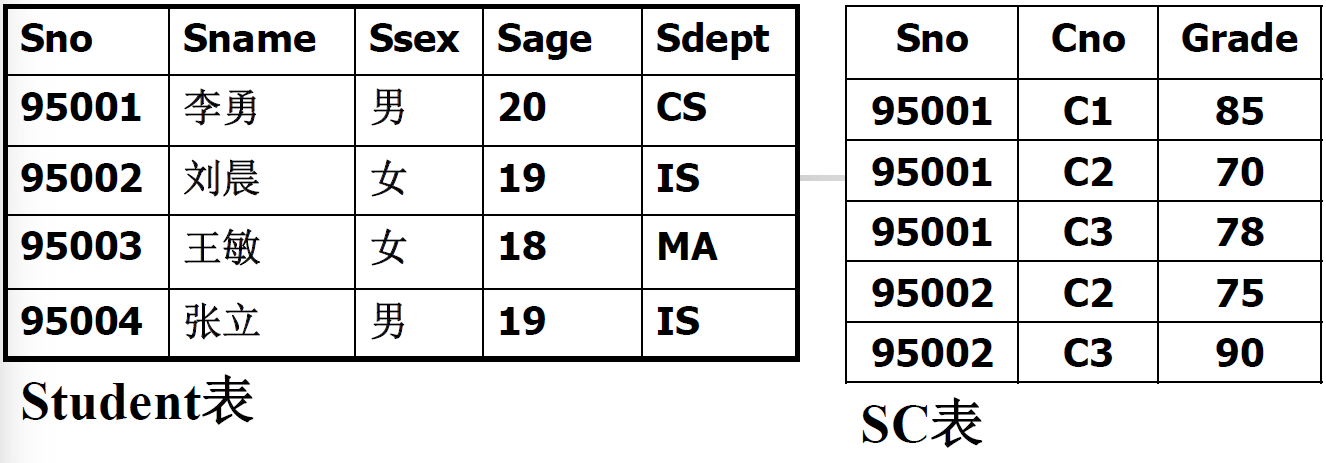 Sno Sname Ssex Sage Sdept
95001 李勇 男 20 CS
95002 刘晨 女 19 IS
95003 王敏 女 18 MA
95004 张立 男 19 IS
Student表
Sno Cno Grade
95001 C1 85
95001 C2 70
95001 C3 78
95002 C2 75
95002 C3 90
SC表